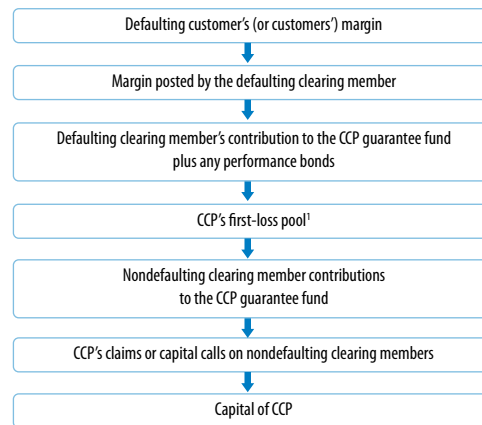 Defaulting customer's (or customers') margin
Margin posted by the defaulting clearing member
Defaulting clearing member's contribution to the CCP guarantee fund
plus any performance bonds
CCP's first-loss pool¹
Nondefaulting clearing member contributions
to the CCP guarantee fund
CCP's claims or capital calls on nondefaulting clearing members
Capital of CCP